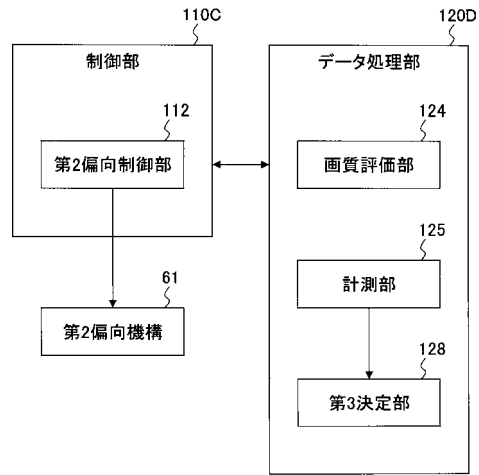 110C
制御部
112
第2偏向制御部
61
第2偏向機構
120D
データ処理部
124
画質評価部
125
計測部
128
第3決定部